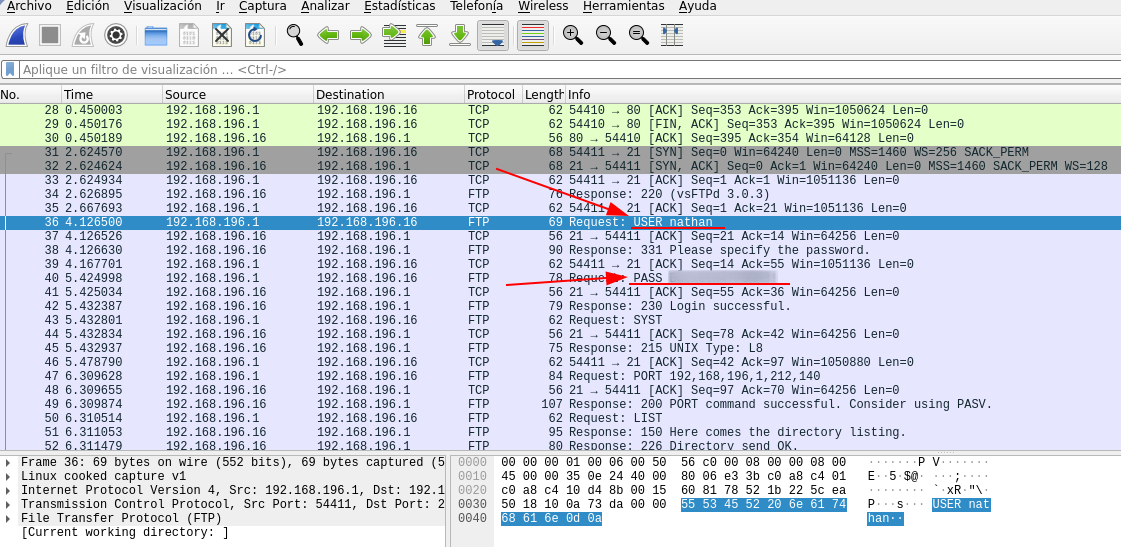 Archivo Edición Visualización Ir Captura Analizar Estadísticas Telefonía Wireless Herramientas Ayuda
Aplique un filtro de visualización … <Ctrl-/>
No. Time Source Destination Protocol Length Info
28 0.450003 192.168.196.1 192.168.196.16 TCP 62 54410 → 80 [ACK] Seq=353 Ack=395 Win=1050624 Len=0
29 0.450176 192.168.196.1 192.168.196.16 TCP 62 54410 → 80 [FIN, ACK] Seq=353 Ack=395 Win=1050624 Len=0
30 0.450189 192.168.196.16 192.168.196.1 TCP 56 80 → 54410 [ACK] Seq=395 Ack=354 Win=64128 Len=0
31 2.624570 192.168.196.1 192.168.196.16 TCP 68 54411 → 21 [SYN] Seq=0 Win=64240 Len=0 MSS=1460 WS=256 SACK_PERM
32 2.624624 192.168.196.16 192.168.196.1 TCP 68 21 → 54411 [SYN, ACK] Seq=0 Ack=1 Win=64240 Len=0 MSS=1460 SACK_PERM WS=128
33 2.624934 192.168.196.1 192.168.196.16 TCP 62 54411 → 21 [ACK] Seq=1 Ack=1 Win=1051136 Len=0
34 2.626895 192.168.196.16 192.168.196.1 FTP 76 Response: 220 (vsFTPd 3.0.3)
35 2.667693 192.168.196.1 192.168.196.16 TCP 62 54411 → 21 [ACK] Seq=1 Ack=21 Win=1051136 Len=0
36 4.126500 192.168.196.1 192.168.196.16 FTP 69 Request: USER nathan
37 4.126526 192.168.196.16 192.168.196.1 TCP 56 21 → 54411 [ACK] Seq=21 Ack=14 Win=64256 Len=0
38 4.126630 192.168.196.16 192.168.196.1 FTP 90 Response: 331 Please specify the password.
39 4.167701 192.168.196.1 192.168.196.16 TCP 62 54411 → 21 [ACK] Seq=14 Ack=55 Win=1051136 Len=0
40 5.424998 192.168.196.1 192.168.196.16 FTP 78 Request: PASS
41 5.425034 192.168.196.16 192.168.196.1 TCP 56 21 → 54411 [ACK] Seq=55 Ack=36 Win=64256 Len=0
42 5.432387 192.168.196.16 192.168.196.1 FTP 79 Response: 230 Login successful.
43 5.432801 192.168.196.1 192.168.196.16 FTP 62 Request: SYST
44 5.432834 192.168.196.16 192.168.196.1 TCP 56 21 → 54411 [ACK] Seq=78 Ack=42 Win=64256 Len=0
45 5.432937 192.168.196.16 192.168.196.1 FTP 75 Response: 215 UNIX Type: L8
46 5.478790 192.168.196.1 192.168.196.16 TCP 62 54411 → 21 [ACK] Seq=42 Ack=97 Win=1050880 Len=0
47 6.309628 192.168.196.1 192.168.196.16 FTP 84 Request: PORT 192,168,196,1,212,140
48 6.309655 192.168.196.16 192.168.196.1 TCP 56 21 → 54411 [ACK] Seq=97 Ack=70 Win=64256 Len=0
49 6.309874 192.168.196.16 192.168.196.1 FTP 107 Response: 200 PORT command successful. Consider using PASV.
50 6.310514 192.168.196.1 192.168.196.16 FTP 62 Request: LIST
51 6.311053 192.168.196.16 192.168.196.1 FTP 95 Response: 150 Here comes the directory listing.
52 6.311479 192.168.196.16 192.168.196.1 FTP 80 Response: 226 Directory send OK.
Frame 36: 69 bytes on wire (552 bits), 69 bytes captured (5
Linux cooked capture v1
Internet Protocol Version 4, Src: 192.168.196.1, Dst: 192.1
Transmission Control Protocol, Src Port: 54411, Dst Port: 2
File Transfer Protocol (FTP)
[Current working directory: ]
0000 00 00 00 01 00 06 00 50 56 c0 00 08 00 00 08 00 ·······P V·······
0010 45 00 00 35 0e 24 40 00 80 06 e3 3b c0 a8 c4 01 E··5·$@· ···;····
0020 c0 a8 c4 10 d4 8b 00 15 60 81 78 52 1b 22 5c ea ········ `·xR·"\·
0030 50 18 10 0a 73 da 00 00 55 53 45 52 20 6e 61 74 P···s··· USER nat
0040 68 61 6e 0d 0a han··